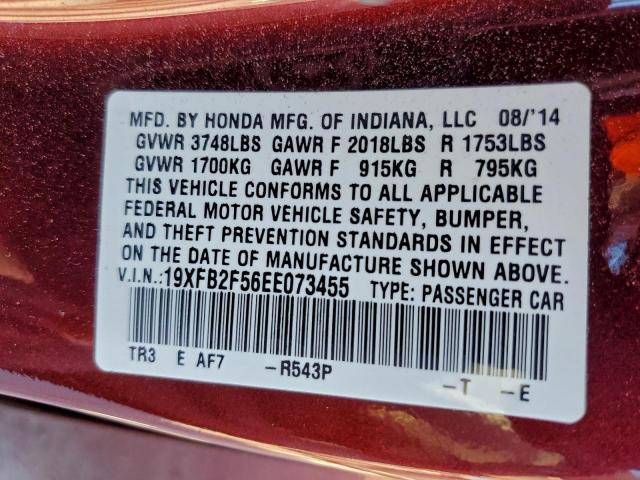 MFD. BY HONDA MFG. OF INDIANA, LLC 08/'14
GVWR 3748LBS GAWR F 2018LBS R 1753LBS
GVWR 1700KG GAWR F 915KG R 795KG
THIS VEHICLE CONFORMS TO ALL APPLICABLE
FEDERAL MOTOR VEHICLE SAFETY, BUMPER,
AND THEFT PREVENTION STANDARDS IN EFFECT
ON THE DATE OF MANUFACTURE SHOWN ABOVE.
V.I.N.: 19XFB2F56EE073455 TYPE: PASSENGER CAR
TR3 E AF7 -R543P -T -E